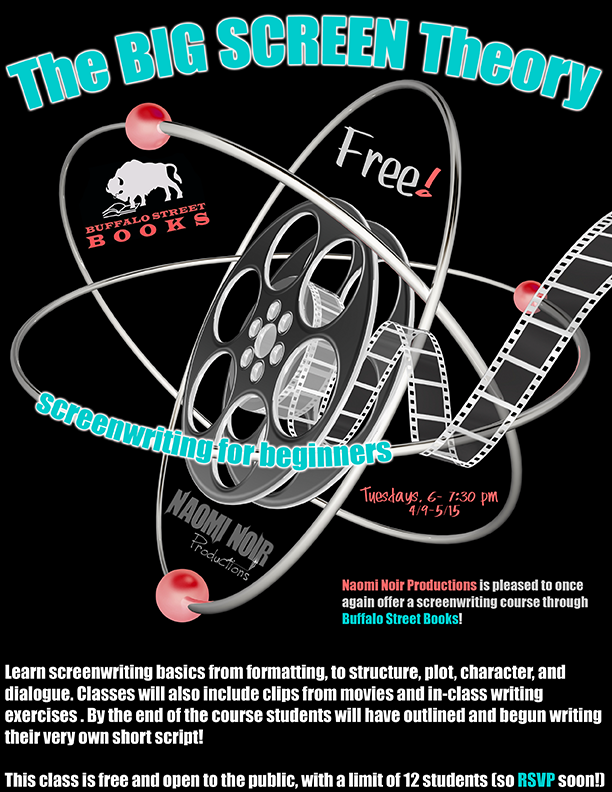 The BIG SCREEN Theory
Free!
BUFFALO STREET
BOOKS
screenwriting for beginners
Tuesdays, 6- 7:30 pm
4/9-5/15
NAOMI NOIR
Productions
Naomi Noir Productions is pleased to once
again offer a screenwriting course through
Buffalo Street Books!
Learn screenwriting basics from formatting, to structure, plot, character, and
dialogue. Classes will also include clips from movies and in-class writing
exercises . By the end of the course students will have outlined and begun writing
their very own short script!
This class is free and open to the public, with a limit of 12 students (so RSVP soon!)